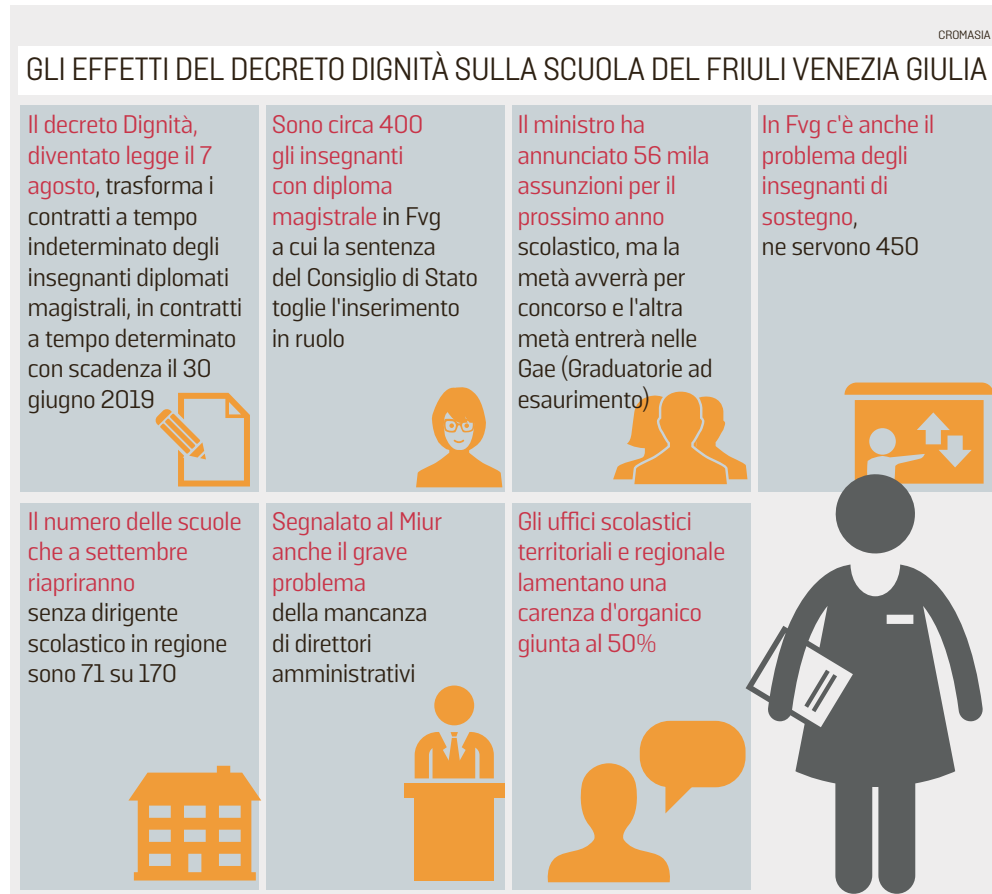 CROMASIA
GLI EFFETTI DEL DECRETO DIGNITÀ SULLA SCUOLA DEL FRIULI VENEZIA GIULIA
Il decreto Dignità,
diventato legge il 7
agosto, trasforma i
contratti a tempo
indeterminato degli
insegnanti diplomati
magistrali, in contratti
a tempo determinato
con scadenza il 30
giugno 2019
Sono circa 400
gli insegnanti
con diploma
magistrale in Fvg
a cui la sentenza
del Consiglio di Stato
toglie l'inserimento
in ruolo
Il ministro ha
annunciato 56 mila
assunzioni per il
prossimo anno
scolastico, ma la
metà avverrà per
concorso e l'altra
metà entrerà nelle
Gae (Graduatorie ad
esaurimento)
In Fvg c'è anche il
problema degli
insegnanti di
sostegno,
ne servono 450
Il numero delle scuole
che a settembre
riapriranno
senza dirigente
scolastico in regione
sono 71 su 170
Segnalato al Miur
anche il grave
problema
della mancanza
di direttori
amministrativi
Gli uffici scolastici
territoriali e regionale
lamentano una
carenza d'organico
giunta al 50%